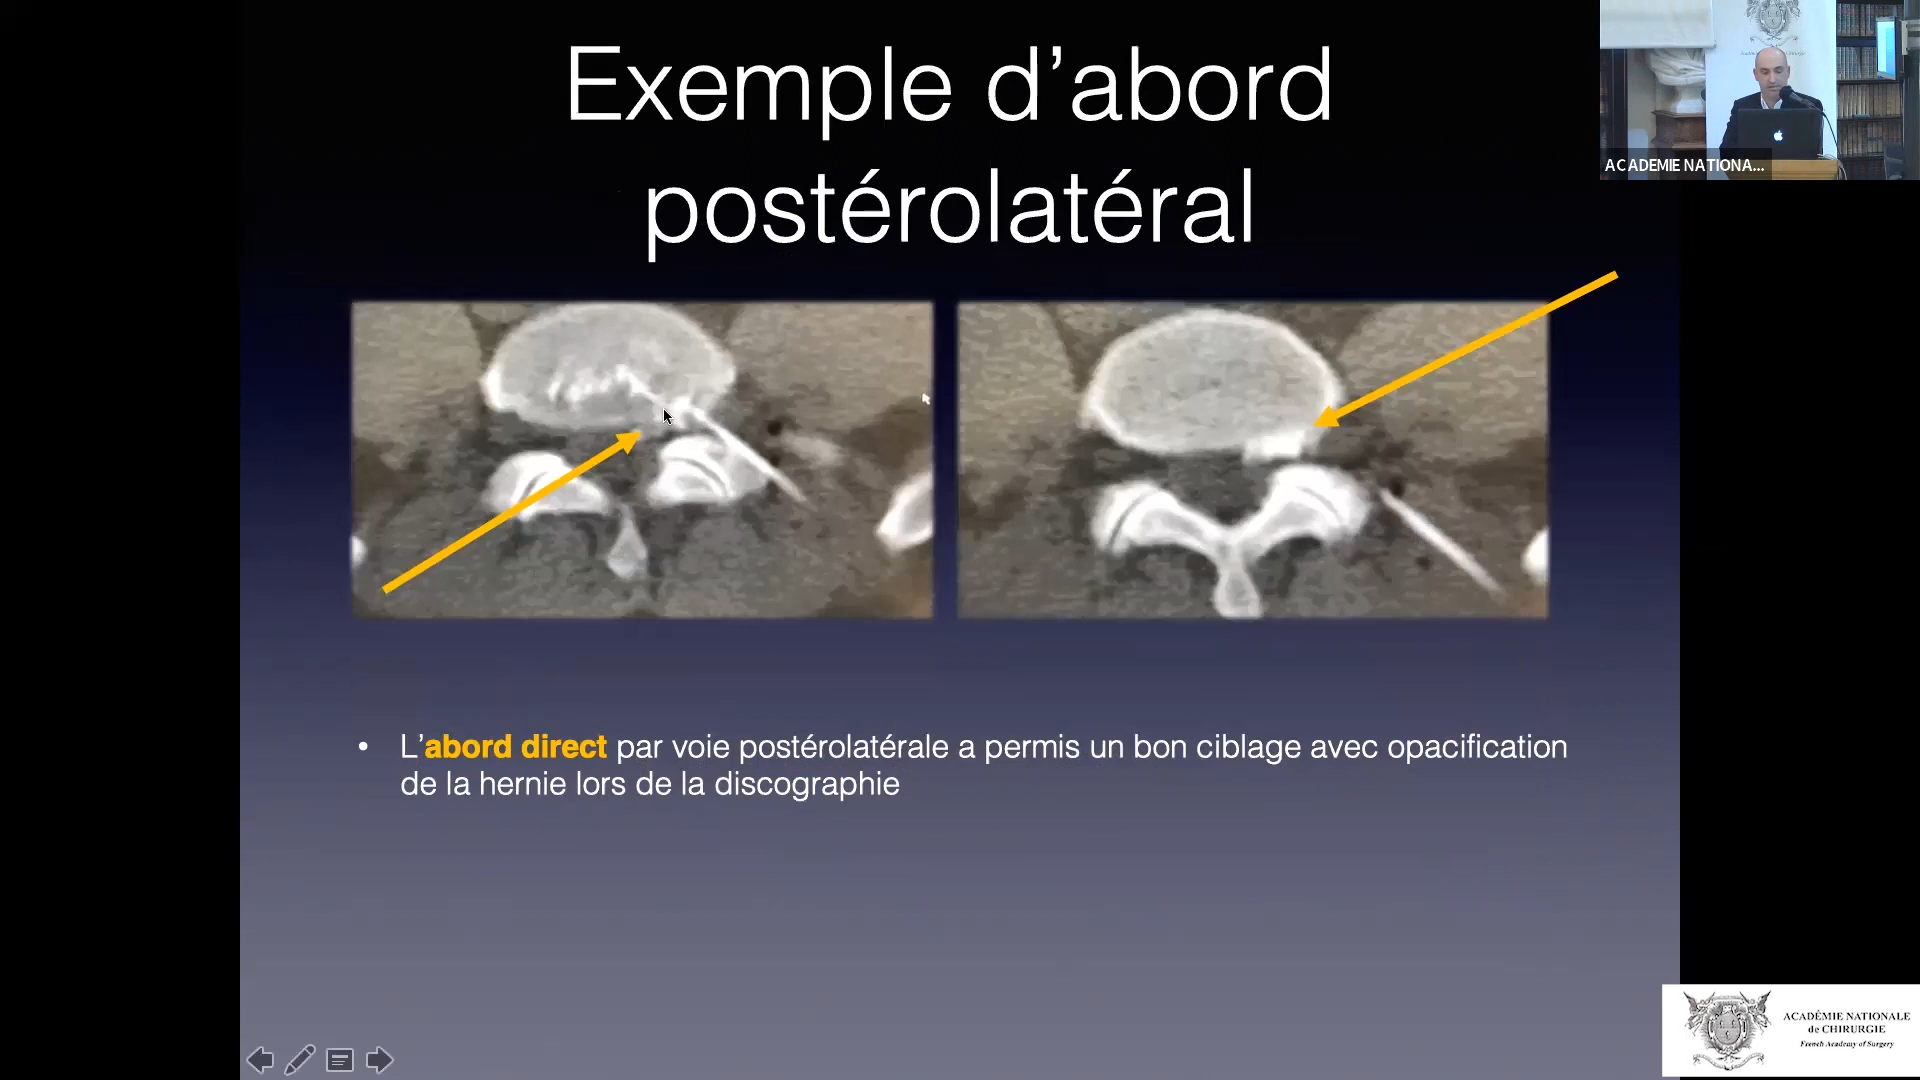 Exemple d’abord
postérolatéral
ACADEMIE NATIONA...
• L’abord direct par voie postérolatérale a permis un bon ciblage avec opacification
de la hernie lors de la discographie
ACADÉMIE NATIONALE
de CHIRURGIE
French Academy of Surgery